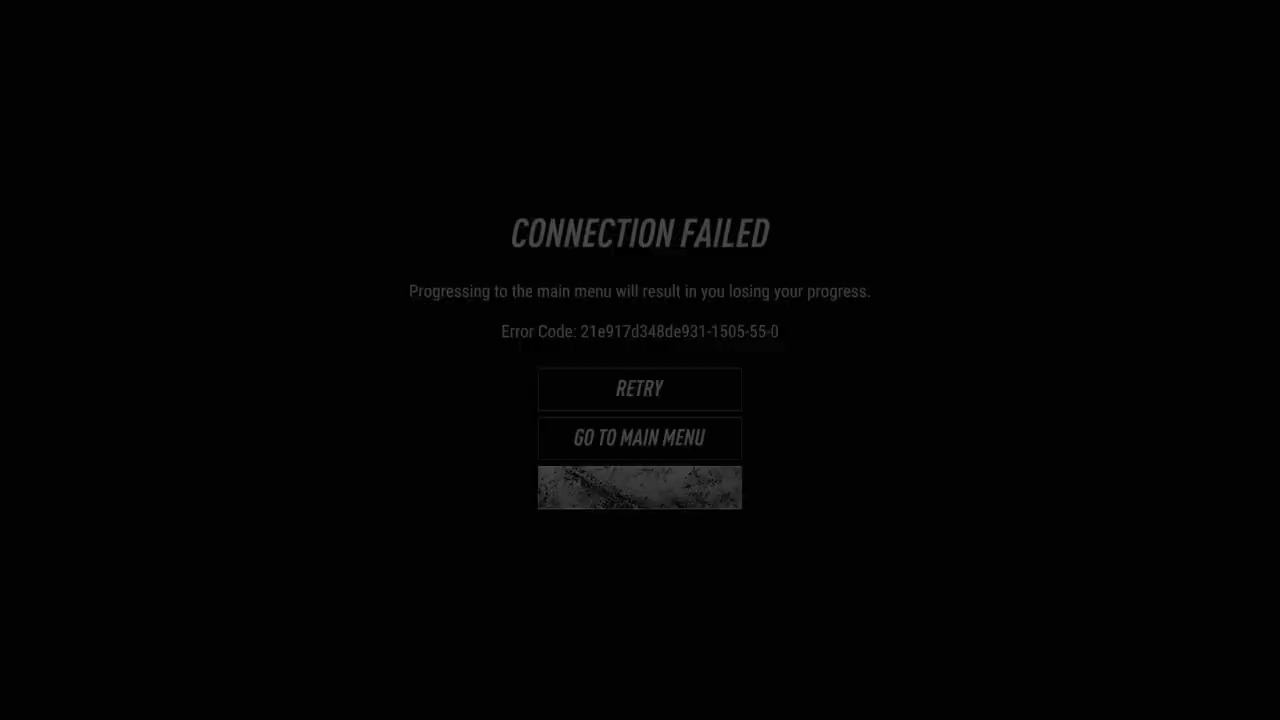 CONNECTION FAILED
Progressing to the main menu will result in you losing your progress.
Error Code: 21e917d348de931-1505-55-0
RETRY
GO TO MAIN MENU